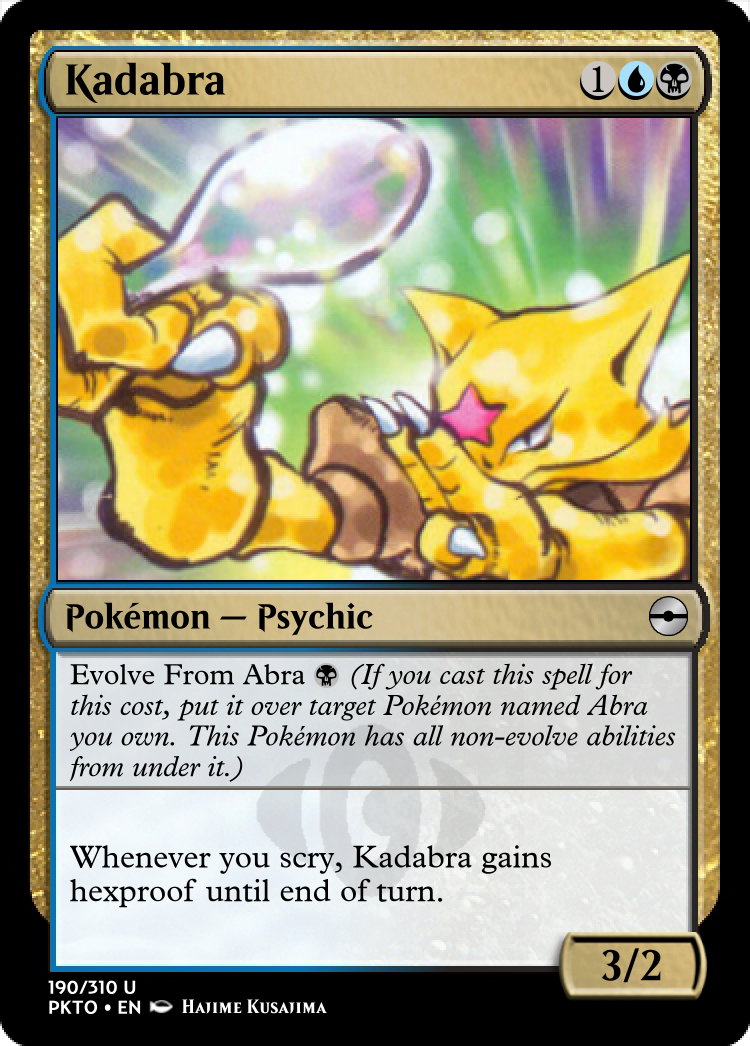 Kadabra 1
Pokémon — Psychic
Evolve From Abra (If you cast this spell for
this cost, put it over target Pokémon named Abra
you own. This Pokémon has all non-evolve abilities
from under it.)
Whenever you scry, Kadabra gains
hexproof until end of turn.
3/2
190/310 U
PKTO • EN Hajime Kusajima